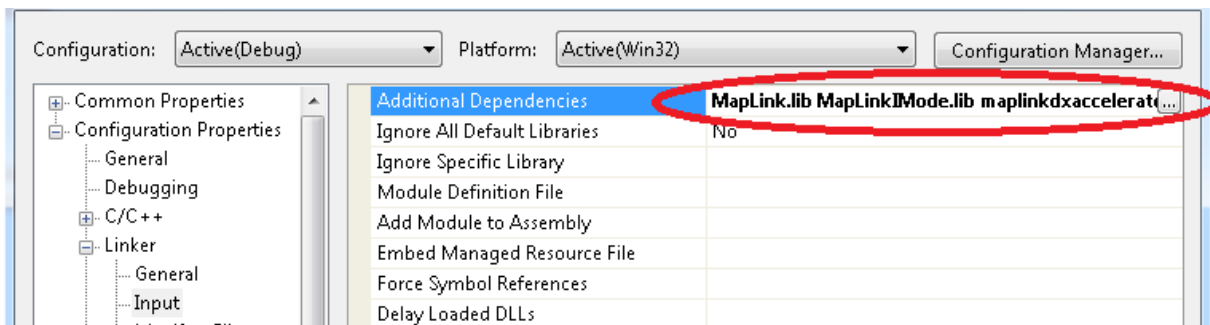 Configuration: Active(Debug) Platform: Active(Win32) Configuration Manager...
Common Properties
Configuration Properties
General
Debugging
C/C++
Linker
General
Input
Additional Dependencies MapLink.lib MapLinkIMode.lib maplinkdxaccelerat ...
Ignore All Default Libraries No
Ignore Specific Library
Module Definition File
Add Module to Assembly
Embed Managed Resource File
Force Symbol References
Delay Loaded DLLs